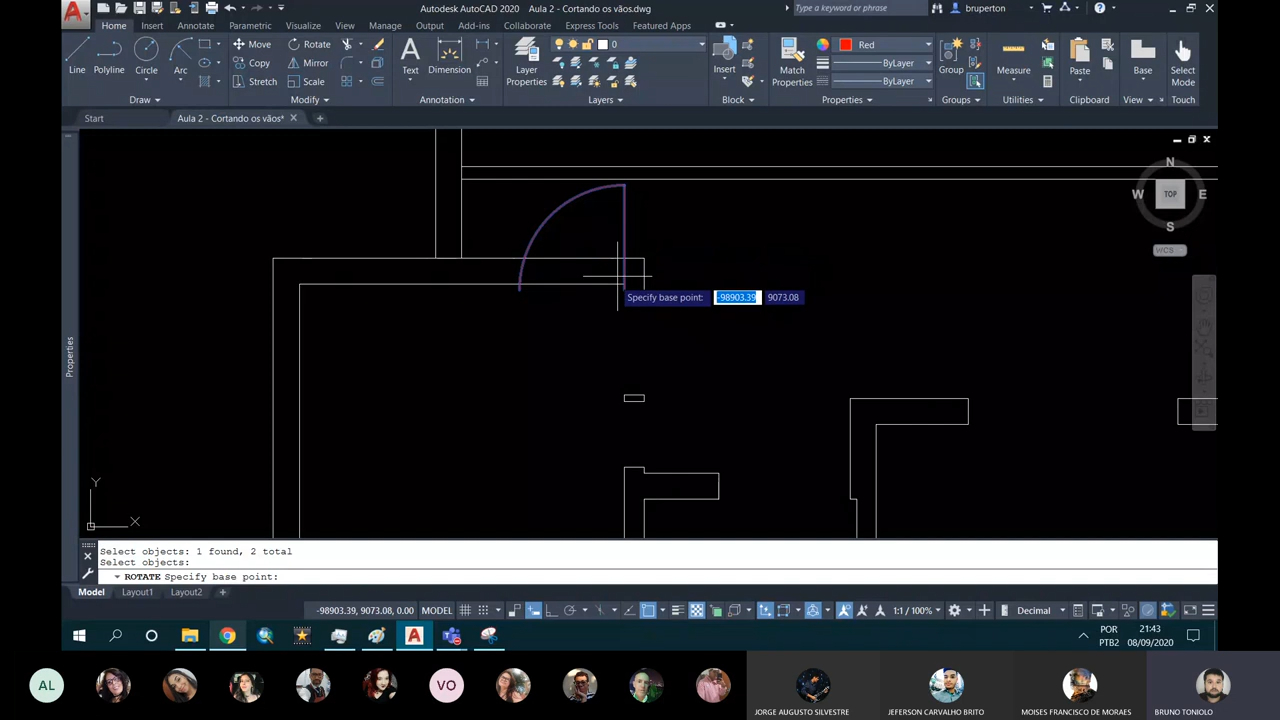 Autodesk AutoCAD 2020 Aula 2 - Cortando os vãos.dwg
Type a keyword or phrase
bruperton
Home Insert Annotate Parametric Visualize View Manage Output Add-ins Collaborate Express Tools Featured Apps
Line Polyline Circle Arc
Move Rotate
Copy Mirror
Stretch Scale
Text Dimension
Layer Properties
0
Insert
Match Properties
Red
ByLayer
ByLayer
Group Measure Paste Base Select Mode
Draw Modify Annotation Layers Block Properties Groups Utilities Clipboard View Touch
Start Aula 2 - Cortando os vãos*
N
W TOP E
S
WCS
Specify base point: -98903.39 9073.08
Properties
Y
X
Select objects: 1 found, 2 total
Select objects:
ROTATE Specify base point:
Model Layout1 Layout2
-98903.39, 9073.08, 0.00 MODEL 1:1 / 100% Decimal
POR 21:43
PTB2 08/09/2020
AL VO
JORGE AUGUSTO SILVESTRE JEFERSON CARVALHO BRITO MOISES FRANCISCO DE MORAES BRUNO TONIOLO